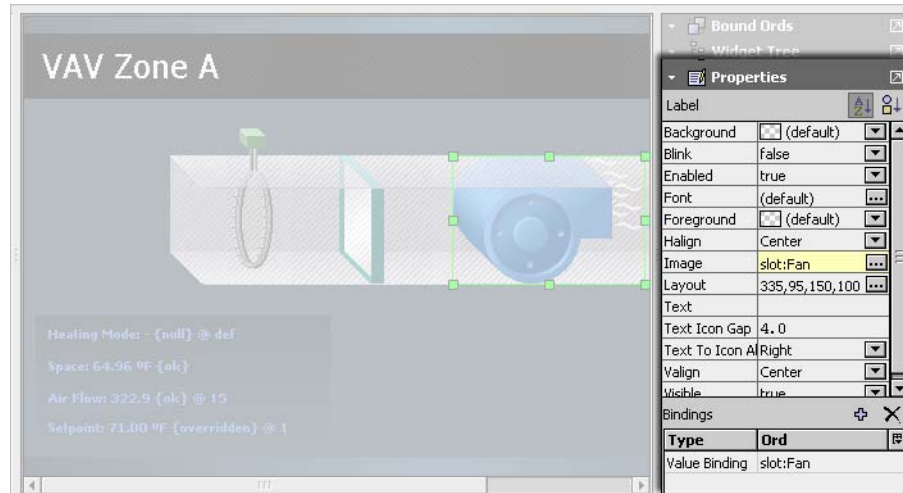 Bound Ords
Widget Tree
VAV Zone A
Properties
Label
Background (default)
Blink false
Enabled true
Font (default)
Foreground (default)
Halign Center
Image slot:Fan
Layout 335,95,150,100
Text
Text Icon Gap 4.0
Text To Icon Al Right
Valign Center
Visible true
Heating Mode: - {null} @ def
Space: 64.96 ºF {ok}
Air Flow: 322.9 {ok} @ 15
Setpoint: 71.00 ºF {overridden} @ 1
Bindings
Type Ord
Value Binding slot:Fan